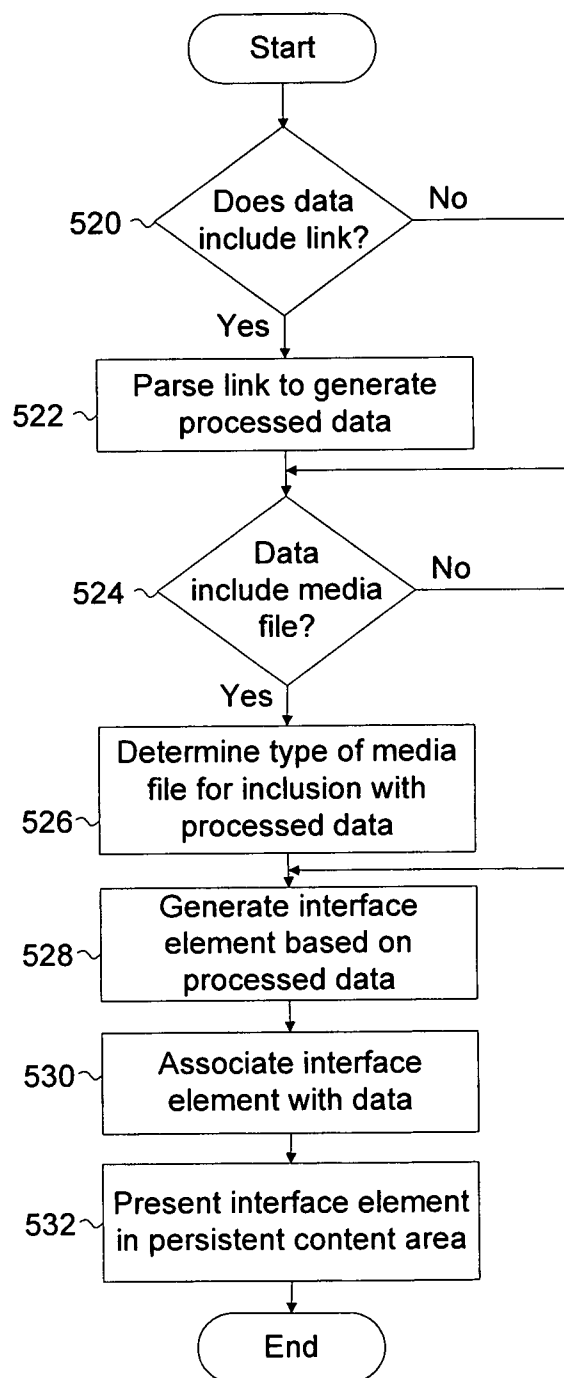 Start
520
Does data
include link?
No
Yes
522
Parse link to generate
processed data
524
Data
include media
file?
No
Yes
526
Determine type of media
file for inclusion with
processed data
528
Generate interface
element based on
processed data
530
Associate interface
element with data
532
Present interface element
in persistent content area
End